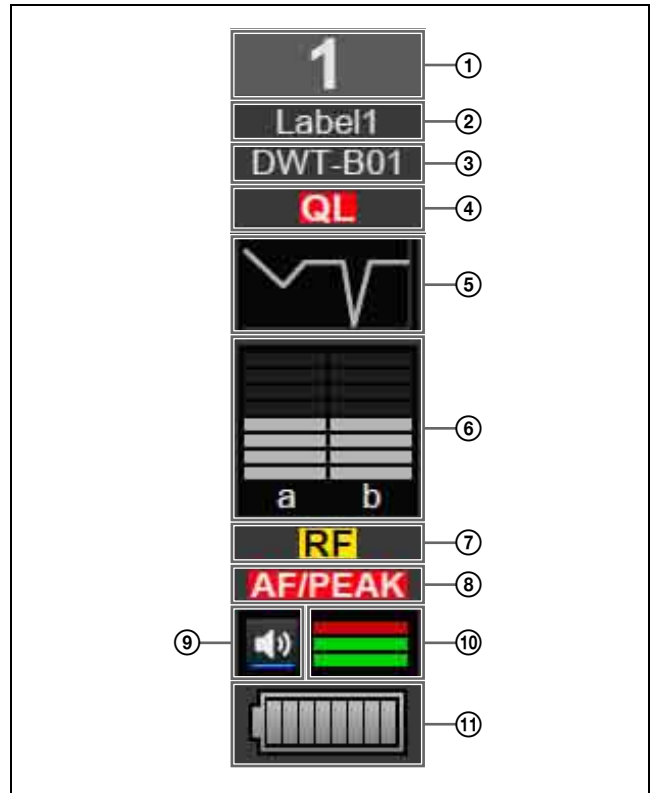 1
①
Label1
②
DWT-B01
③
QL
④
⑤
⑥
a b
RF
⑦
AF/PEAK
⑧
⑨
⑩
⑪